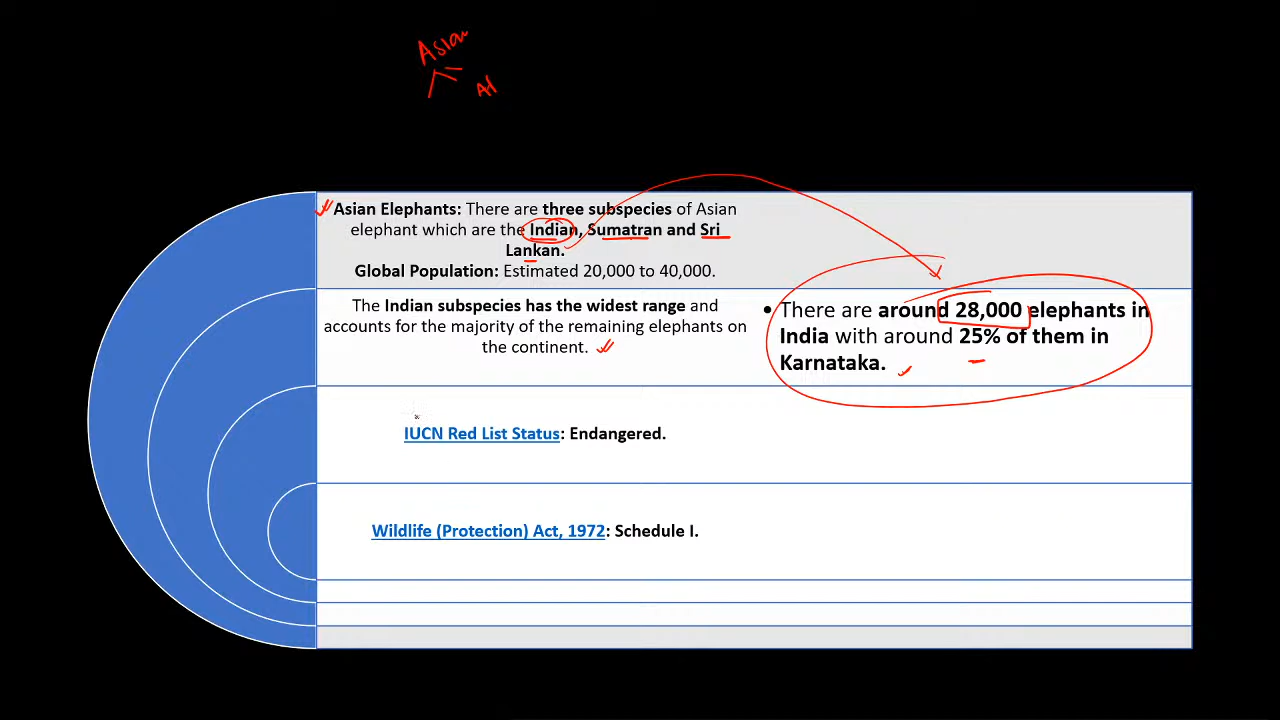 Asian
Af
Asian Elephants: There are three subspecies of Asian
elephant which are the Indian, Sumatran and Sri
Lankan.
Global Population: Estimated 20,000 to 40,000.
The Indian subspecies has the widest range and
accounts for the majority of the remaining elephants on
the continent.
• There are around 28,000 elephants in
India with around 25% of them in
Karnataka.
IUCN Red List Status: Endangered.
Wildlife (Protection) Act, 1972: Schedule I.